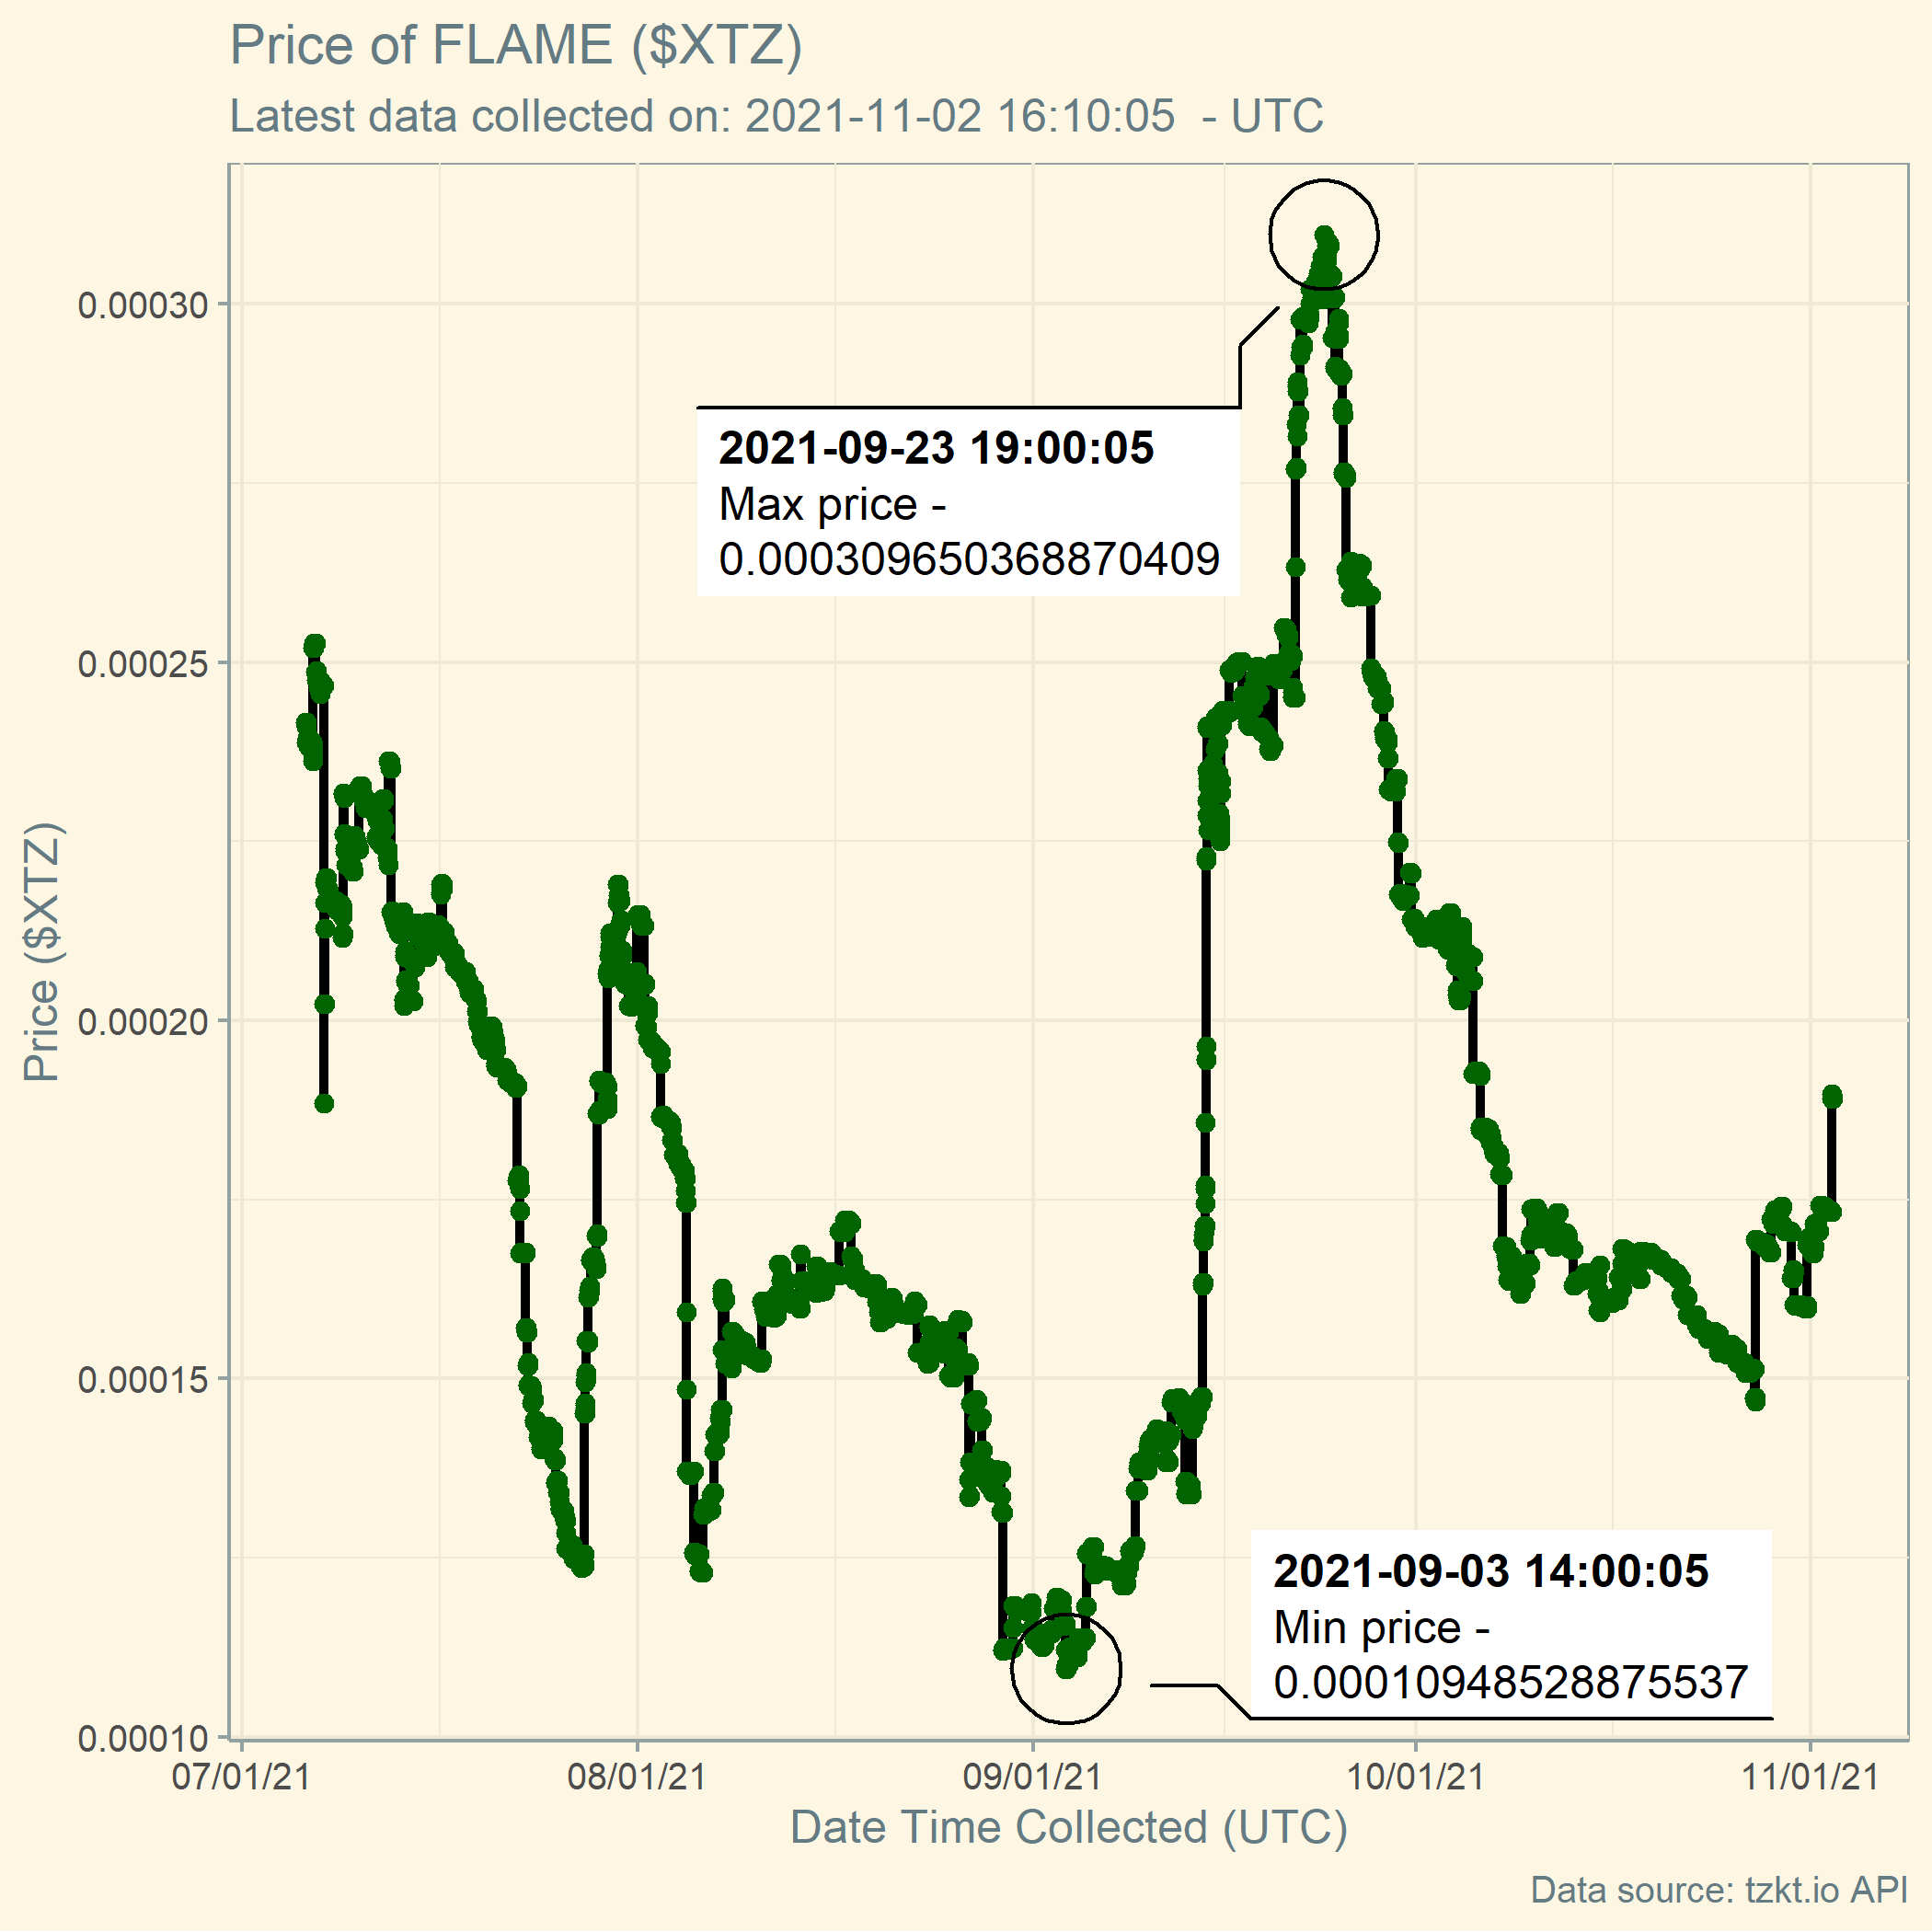 Price of FLAME ($XTZ)
Latest data collected on: 2021-11-02 16:10:05  - UTC
0.00030
0.00025
0.00020
0.00015
0.00010
Price ($XTZ)
2021-09-23 19:00:05
Max price -
0.000309650368870409
2021-09-03 14:00:05
Min price -
0.000109485288755​37
07/01/21
08/01/21
09/01/21
10/01/21
11/01/21
Date Time Collected (UTC)
Data source: tzkt.io API